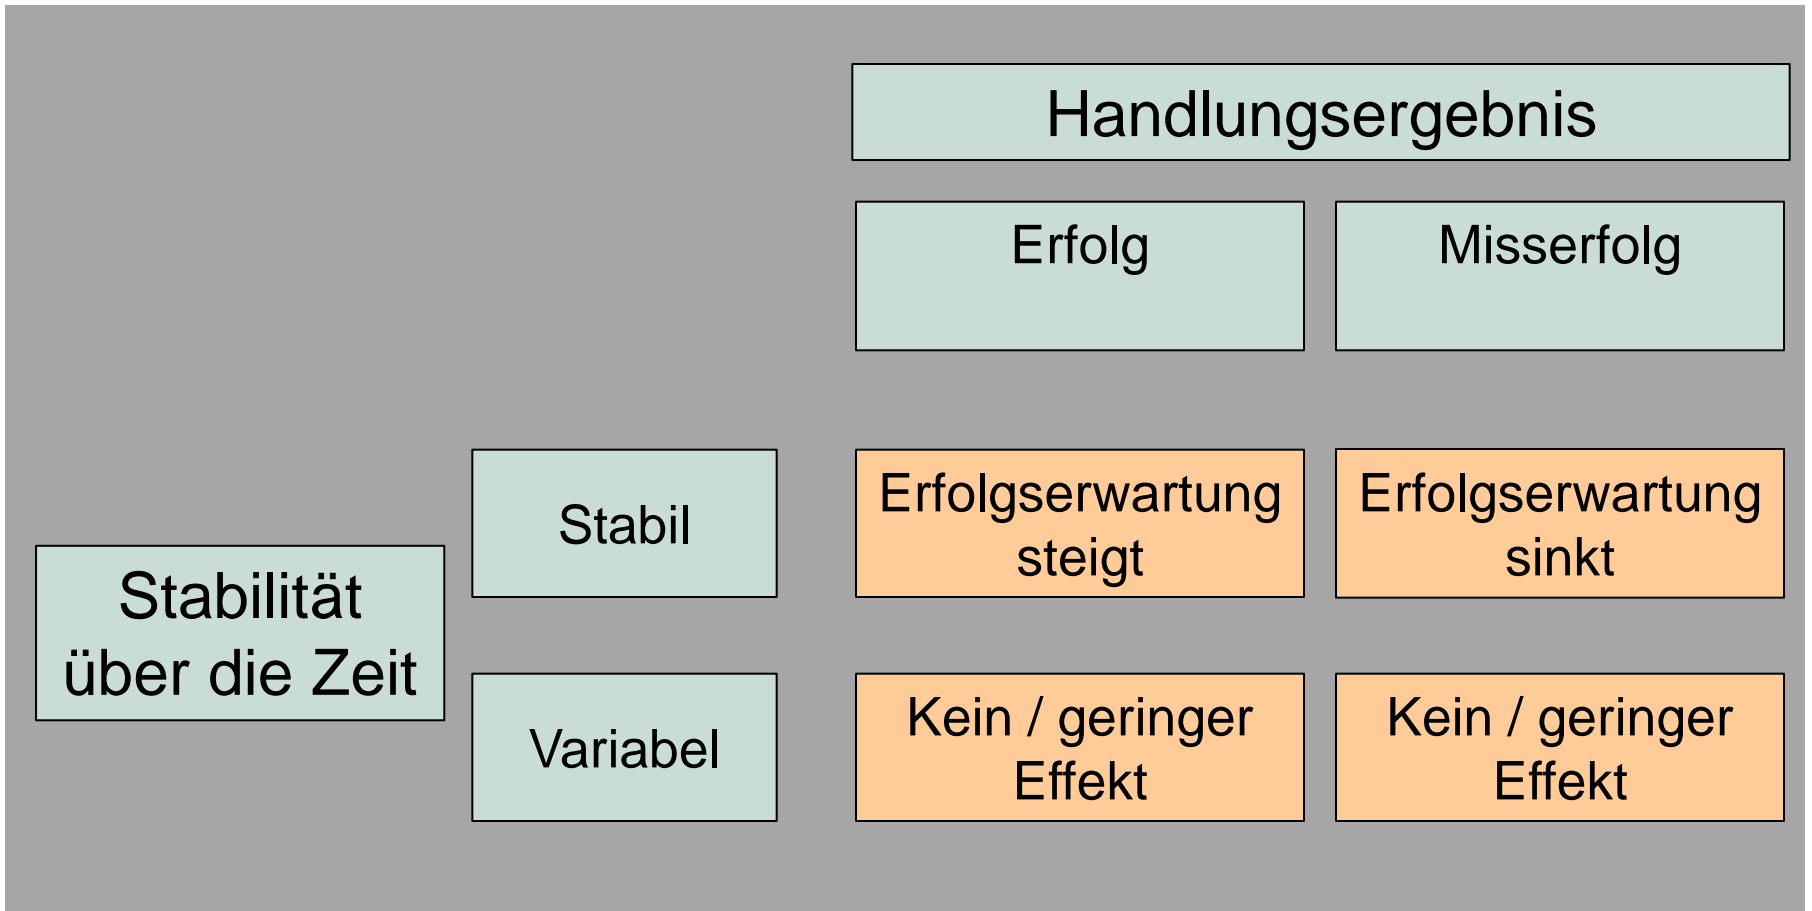 Handlungsergebnis
Erfolg
Misserfolg
Stabilität
über die Zeit
Stabil
Erfolgserwartung
steigt
Erfolgserwartung
sinkt
Variabel
Kein / geringer
Effekt
Kein / geringer
Effekt